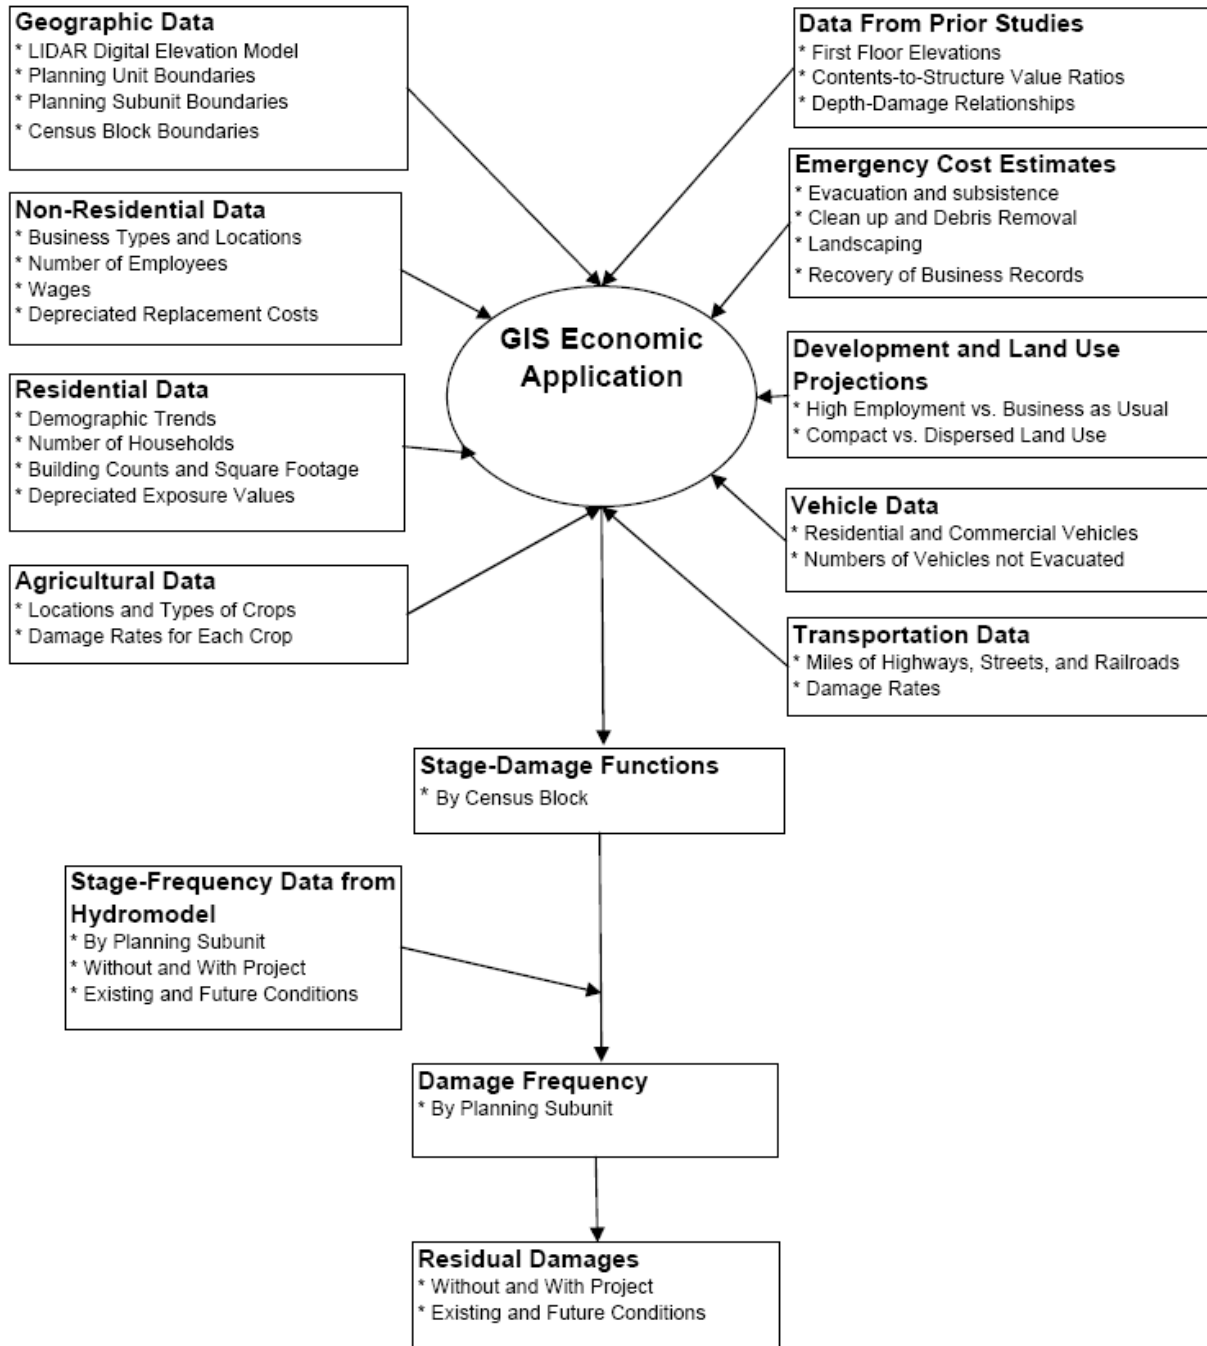 Geographic Data
* LIDAR Digital Elevation Model
* Planning Unit Boundaries
* Planning Subunit Boundaries
* Census Block Boundaries
Non-Residential Data
* Business Types and Locations
* Number of Employees
* Wages
* Depreciated Replacement Costs
Residential Data
* Demographic Trends
* Number of Households
* Building Counts and Square Footage
* Depreciated Exposure Values
Agricultural Data
* Locations and Types of Crops
* Damage Rates for Each Crop
Data From Prior Studies
* First Floor Elevations
* Contents-to-Structure Value Ratios
* Depth-Damage Relationships
Emergency Cost Estimates
* Evacuation and subsistence
* Clean up and Debris Removal
* Landscaping
* Recovery of Business Records
Development and Land Use
Projections
* High Employment vs. Business as Usual
* Compact vs. Dispersed Land Use
Vehicle Data
* Residential and Commercial Vehicles
* Numbers of Vehicles not Evacuated
Transportation Data
* Miles of Highways, Streets, and Railroads
* Damage Rates
GIS Economic
Application
Stage-Damage Functions
* By Census Block
Stage-Frequency Data from
Hydromodel
* By Planning Subunit
* Without and With Project
* Existing and Future Conditions
Damage Frequency
* By Planning Subunit
Residual Damages
* Without and With Project
* Existing and Future Conditions